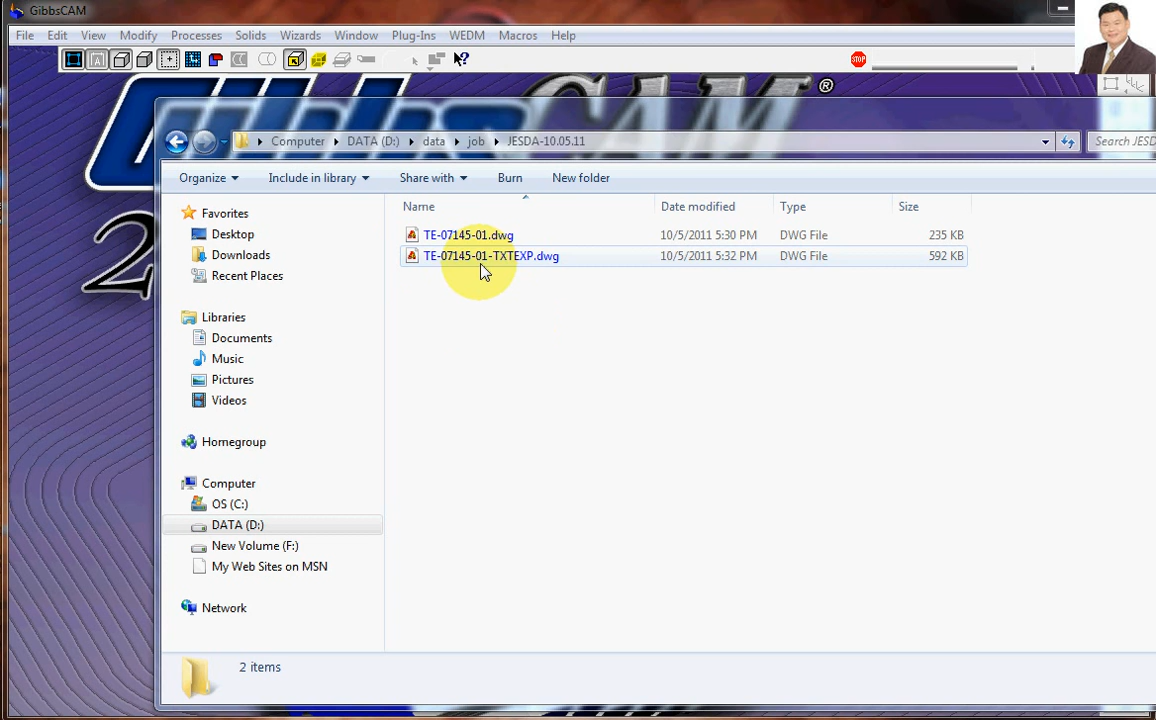 GibbsCAM
File Edit View Modify Processes Solids Wizards Window Plug-Ins WEDM Macros Help
STOP
®
Computer DATA (D:) data job JESDA-10.05.11 Search JESD
Organize Include in library Share with Burn New folder
Name Date modified Type Size
TE-07145-01.dwg 10/5/2011 5:30 PM DWG File 235 KB
TE-07145-01-TXTEXP.dwg 10/5/2011 5:32 PM DWG File 592 KB
Favorites
Desktop
Downloads
Recent Places
Libraries
Documents
Music
Pictures
Videos
Homegroup
Computer
OS (C:)
DATA (D:)
New Volume (F:)
My Web Sites on MSN
Network
2 items